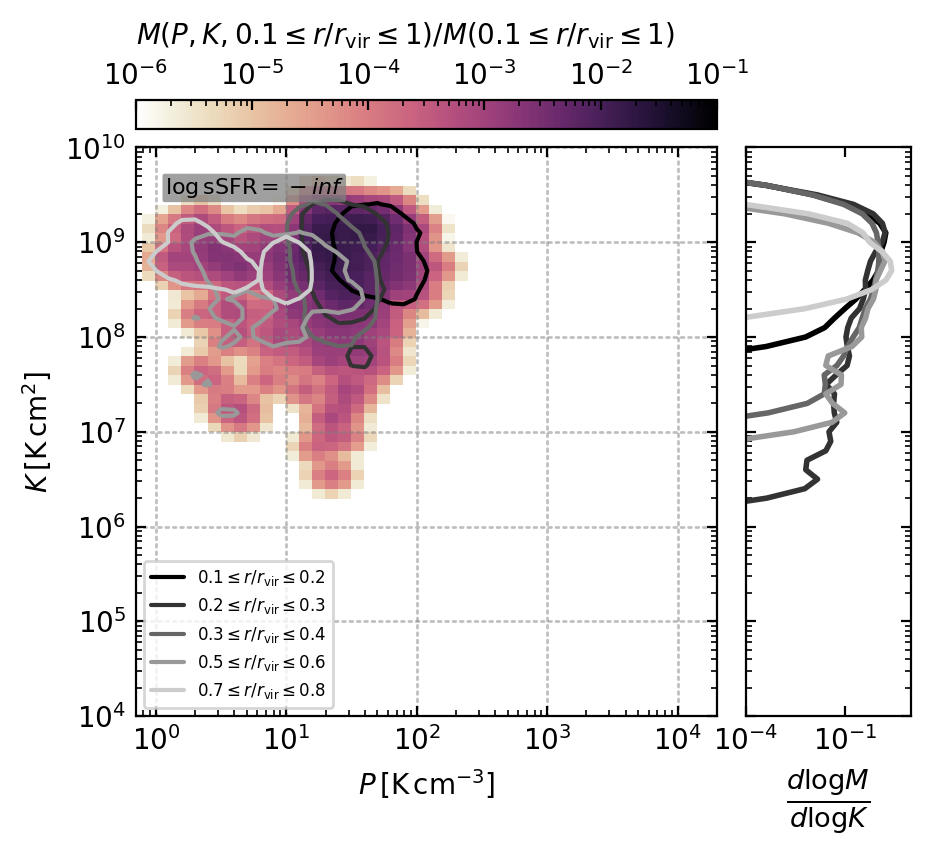 M(P, K, 0.1 ≤ r/r_vir ≤ 1)/M(0.1 ≤ r/r_vir ≤ 1)
10^−6 10^−5 10^−4 10^−3 10^−2 10^−1
log sSFR = −inf
10^10
10^9
10^8
10^7
10^6
10^5
10^4
K [K cm^2]
0.1 ≤ r/r_vir ≤ 0.2
0.2 ≤ r/r_vir ≤ 0.3
0.3 ≤ r/r_vir ≤ 0.4
0.5 ≤ r/r_vir ≤ 0.6
0.7 ≤ r/r_vir ≤ 0.8
10^0 10^1 10^2 10^3 10^4 10^−4 10^−1
P [K cm^−3]
dlogM
dlogK